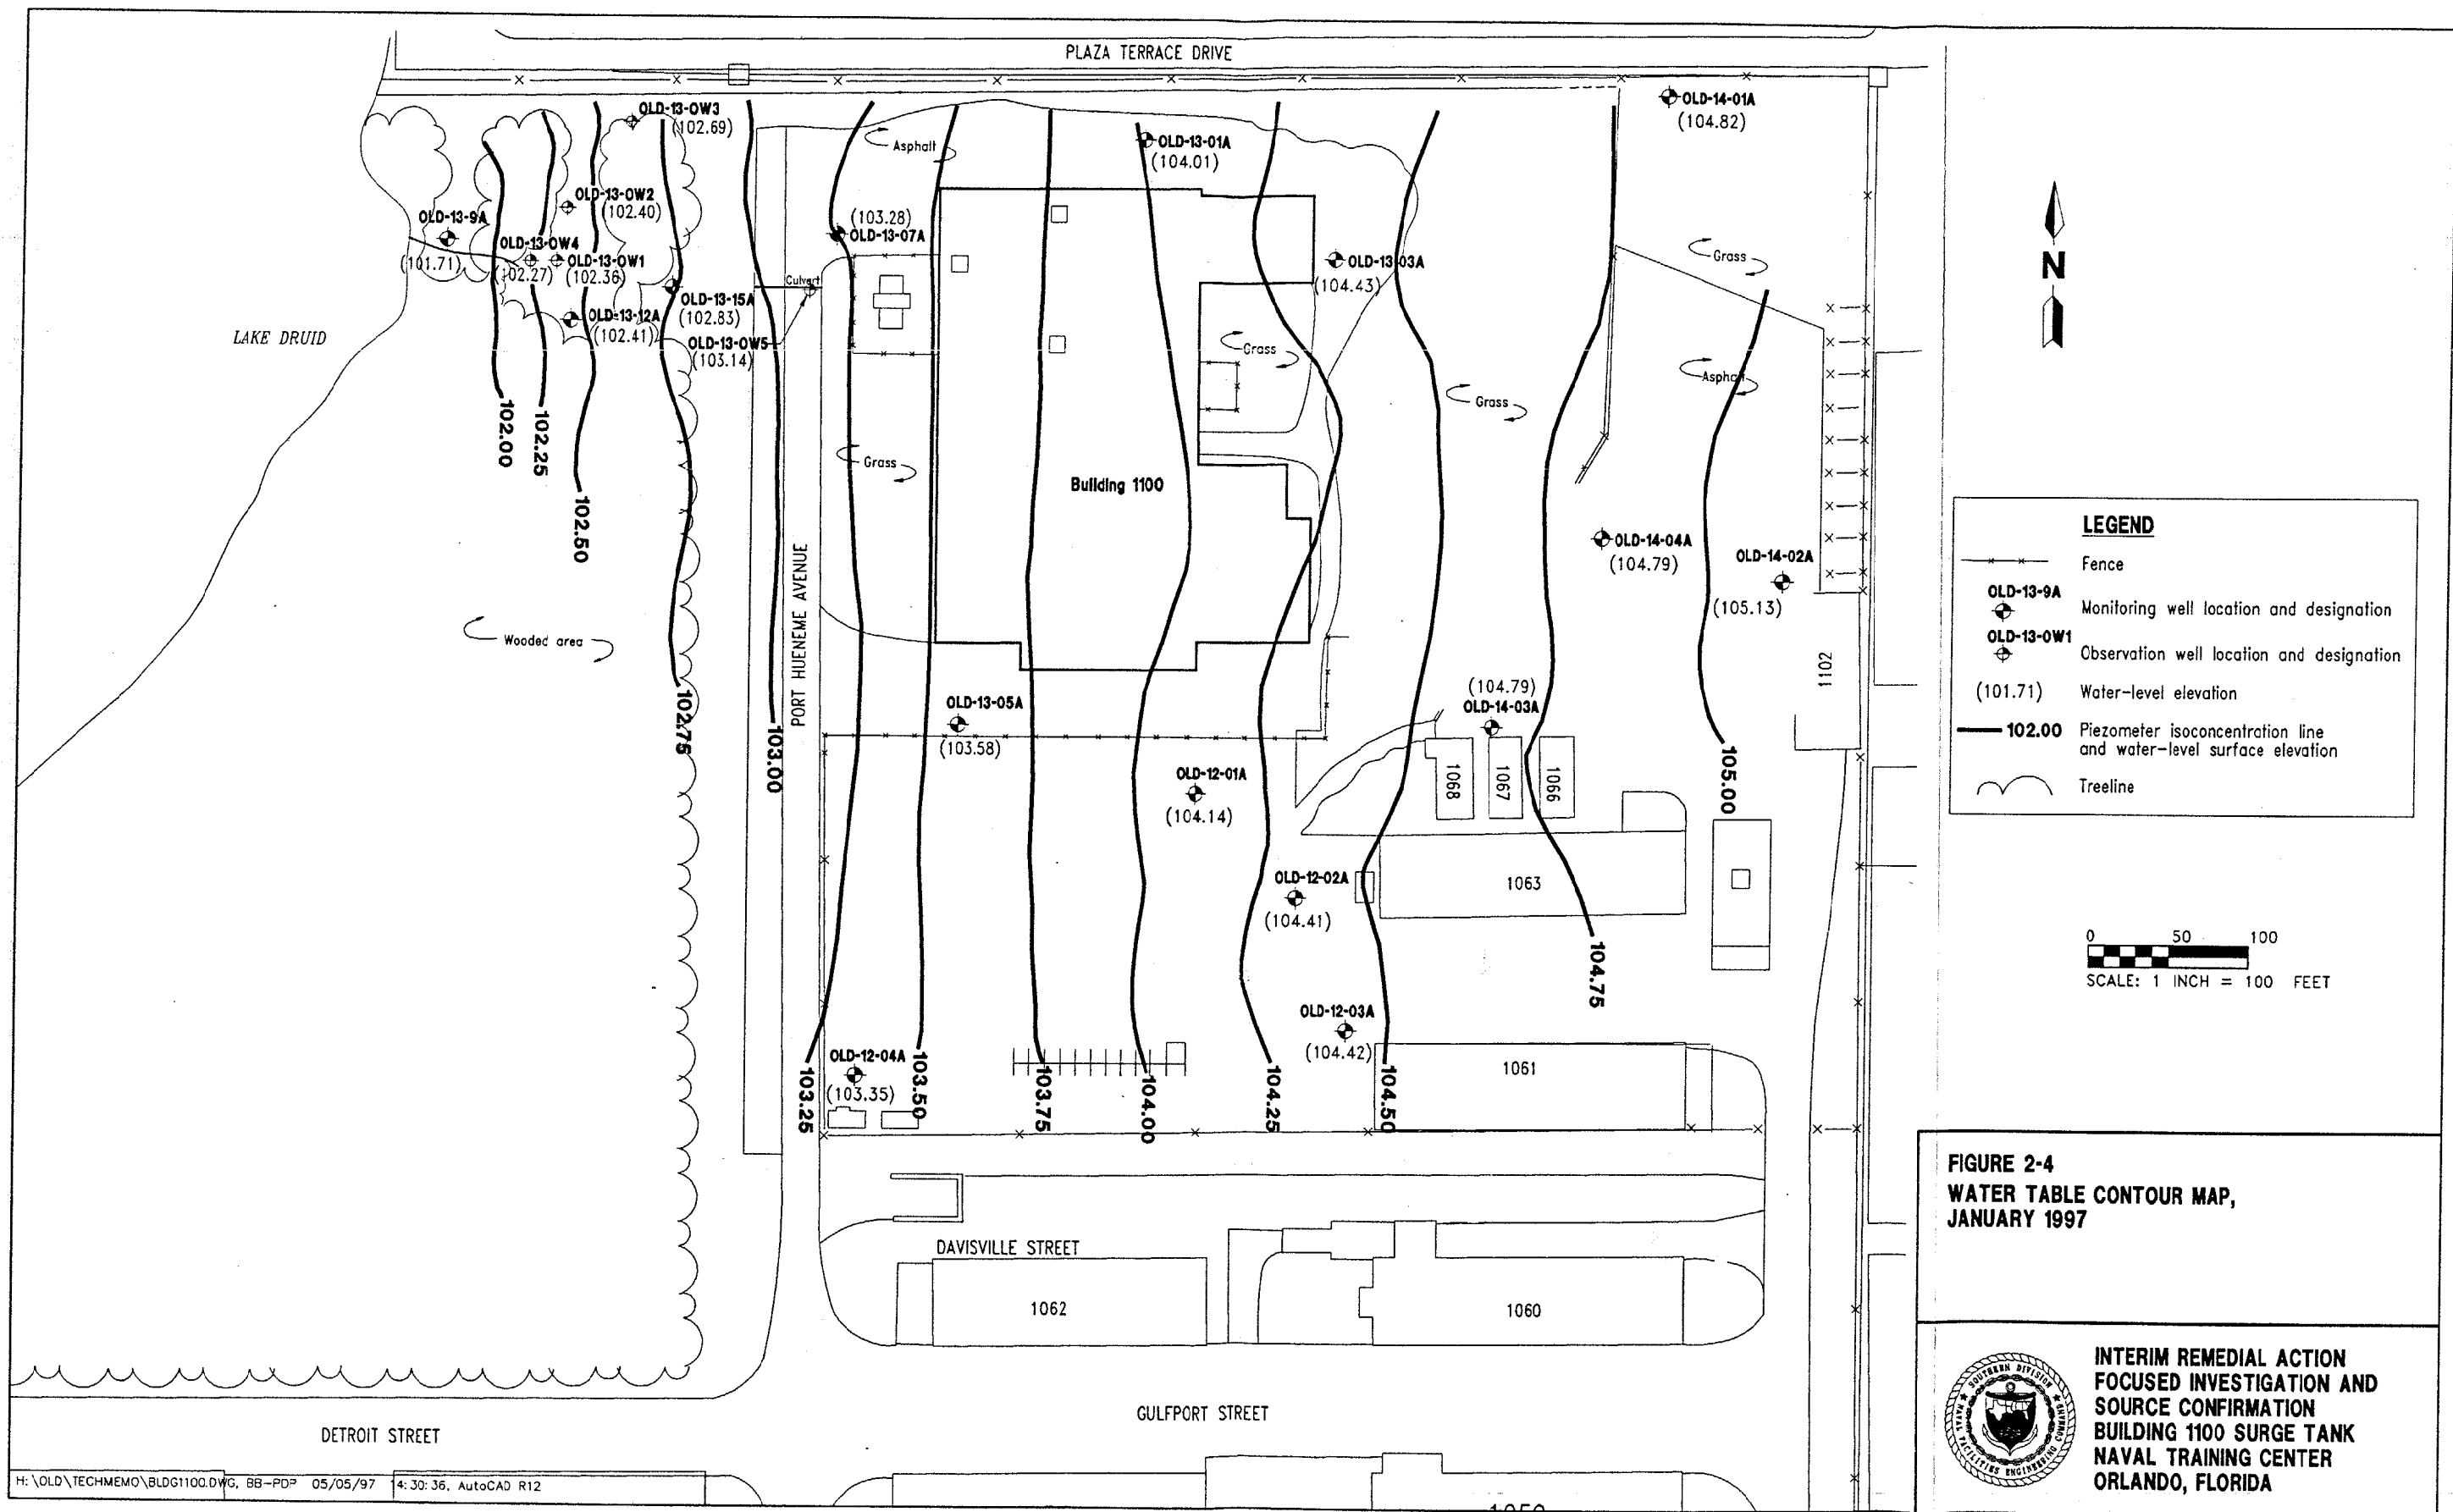 PLAZA TERRACE DRIVE
OLD-13-OW3
(102.69)
Asphalt
OLD-13-01A
(104.01)
OLD-14-01A
(104.82)
OLD-13-OW2
(102.40)
OLD-13-9A
(101.71)
OLD-13-OW4
(102.27)
OLD-13-OW1
(102.36)
(103.28)
OLD-13-07A
OLD-13-03A
(104.43)
Grass
N
Culvert
OLD-13-15A
(102.83)
OLD-13-12A
(102.41)
OLD-13-OW5
(103.14)
LAKE DRUID
Grass
Grass
Asphalt
102.00
102.25
102.50
Grass
Building 1100
PORT HUENEME AVENUE
OLD-14-04A
(104.79)
OLD-14-02A
(105.13)
Wooded area
1102
102.75
103.00
OLD-13-05A
(103.58)
(104.79)
OLD-14-03A
105.00
OLD-12-01A
(104.14)
1068
1067
1066
OLD-12-02A
(104.41)
1063
104.75
OLD-12-03A
(104.42)
1061
OLD-12-04A
(103.35)
103.25
103.50
103.75
104.00
104.25
104.50
DAVISVILLE STREET
1062
1060
GULFPORT STREET
DETROIT STREET
LEGEND
Fence
OLD-13-9A
Monitoring well location and designation
OLD-13-OW1
Observation well location and designation
(101.71) Water-level elevation
102.00 Piezometer isoconcentration line
and water-level surface elevation
Treeline
0 50 100
SCALE: 1 INCH = 100 FEET
FIGURE 2-4
WATER TABLE CONTOUR MAP,
JANUARY 1997
SOUTHERN DIVISION
NAVAL FACILITIES ENGINEERING COMMAND
INTERIM REMEDIAL ACTION
FOCUSED INVESTIGATION AND
SOURCE CONFIRMATION
BUILDING 1100 SURGE TANK
NAVAL TRAINING CENTER
ORLANDO, FLORIDA
H:\OLD\TECHMEMO\BLDG1100.DWG, BB-PDP 05/05/97 14:30:36, AutoCAD R12